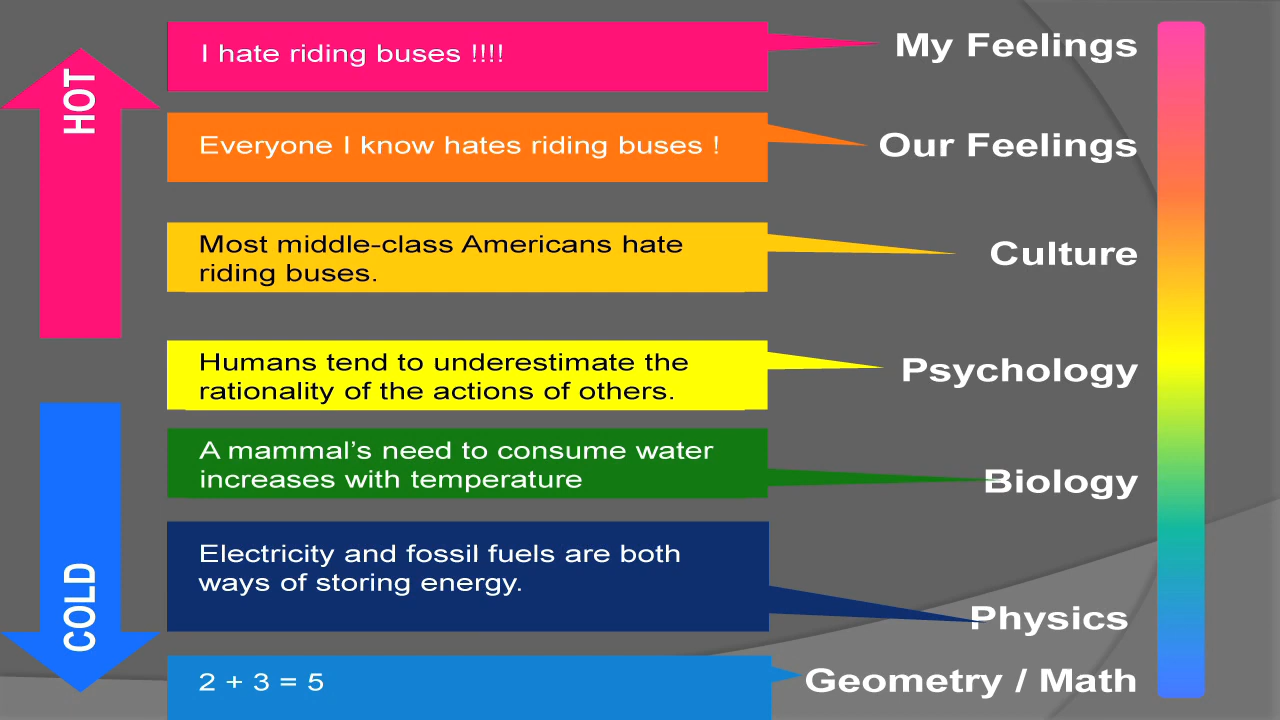 HOT
I hate riding buses !!!!
My Feelings
Everyone I know hates riding buses !
Our Feelings
Most middle-class Americans hate
riding buses.
Culture
Humans tend to underestimate the
rationality of the actions of others.
Psychology
A mammal’s need to consume water
increases with temperature
Biology
Electricity and fossil fuels are both
ways of storing energy.
Physics
COLD
2 + 3 = 5
Geometry / Math